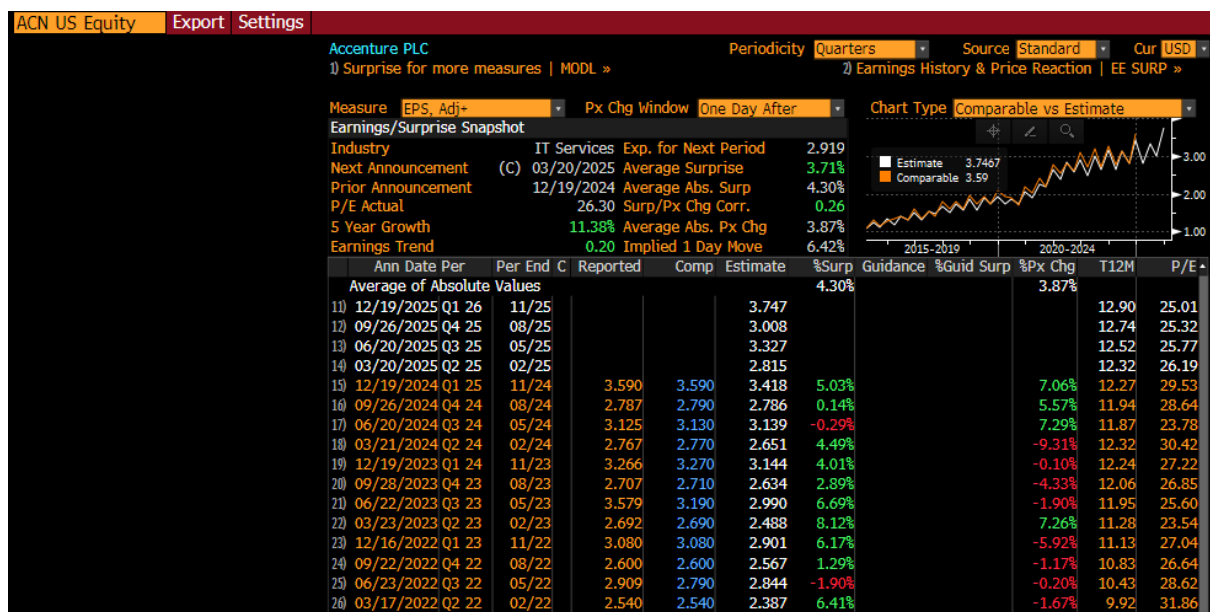 ACN US Equity Export Settings
Accenture PLC Periodicity Quarters Source Standard Cur USD
1) Surprise for more measures | MODL » 2) Earnings History & Price Reaction | EE SURP »
Measure EPS, Adj+ Px Chg Window One Day After Chart Type Comparable vs Estimate
Earnings/Surprise Snapshot
Industry IT Services Exp. for Next Period 2.919
Next Announcement (C) 03/20/2025 Average Surprise 3.71%
Prior Announcement 12/19/2024 Average Abs. Surp 4.30%
P/E Actual 26.30 Surp/Px Chg Corr. 0.26
5 Year Growth 11.38% Average Abs. Px Chg 3.87%
Earnings Trend 0.20 Implied 1 Day Move 6.42%
Estimate 3.7467
Comparable 3.59
3.00
2.00
1.00
2015-2019 2020-2024
Ann Date Per Per End C Reported Comp Estimate %Surp Guidance %Guid Surp %Px Chg T12M P/E
Average of Absolute Values 4.30% 3.87%
11) 12/19/2025 Q1 26 11/25 3.747 12.90 25.01
12) 09/26/2025 Q4 25 08/25 3.008 12.74 25.32
13) 06/20/2025 Q3 25 05/25 3.327 12.52 25.77
14) 03/20/2025 Q2 25 02/25 2.815 12.32 26.19
15) 12/19/2024 Q1 25 11/24 3.590 3.590 3.418 5.03% 7.06% 12.27 29.53
16) 09/26/2024 Q4 24 08/24 2.787 2.790 2.786 0.14% 5.57% 11.94 28.64
17) 06/20/2024 Q3 24 05/24 3.125 3.130 3.139 -0.29% 7.29% 11.87 23.78
18) 03/21/2024 Q2 24 02/24 2.767 2.770 2.651 4.49% -9.31% 12.32 30.42
19) 12/19/2023 Q1 24 11/23 3.266 3.270 3.144 4.01% -0.10% 12.24 27.22
20) 09/28/2023 Q4 23 08/23 2.707 2.710 2.634 2.89% -4.33% 12.06 26.85
21) 06/22/2023 Q3 23 05/23 3.579 3.190 2.990 6.69% -1.90% 11.95 25.60
22) 03/23/2023 Q2 23 02/23 2.692 2.690 2.488 8.12% 7.26% 11.28 23.54
23) 12/16/2022 Q1 23 11/22 3.080 3.080 2.901 6.17% -5.92% 11.13 27.04
24) 09/22/2022 Q4 22 08/22 2.600 2.600 2.567 1.29% -1.17% 10.83 26.64
25) 06/23/2022 Q3 22 05/22 2.909 2.790 2.844 -1.90% -0.20% 10.43 28.62
26) 03/17/2022 Q2 22 02/22 2.540 2.540 2.387 6.41% -1.67% 9.92 31.86